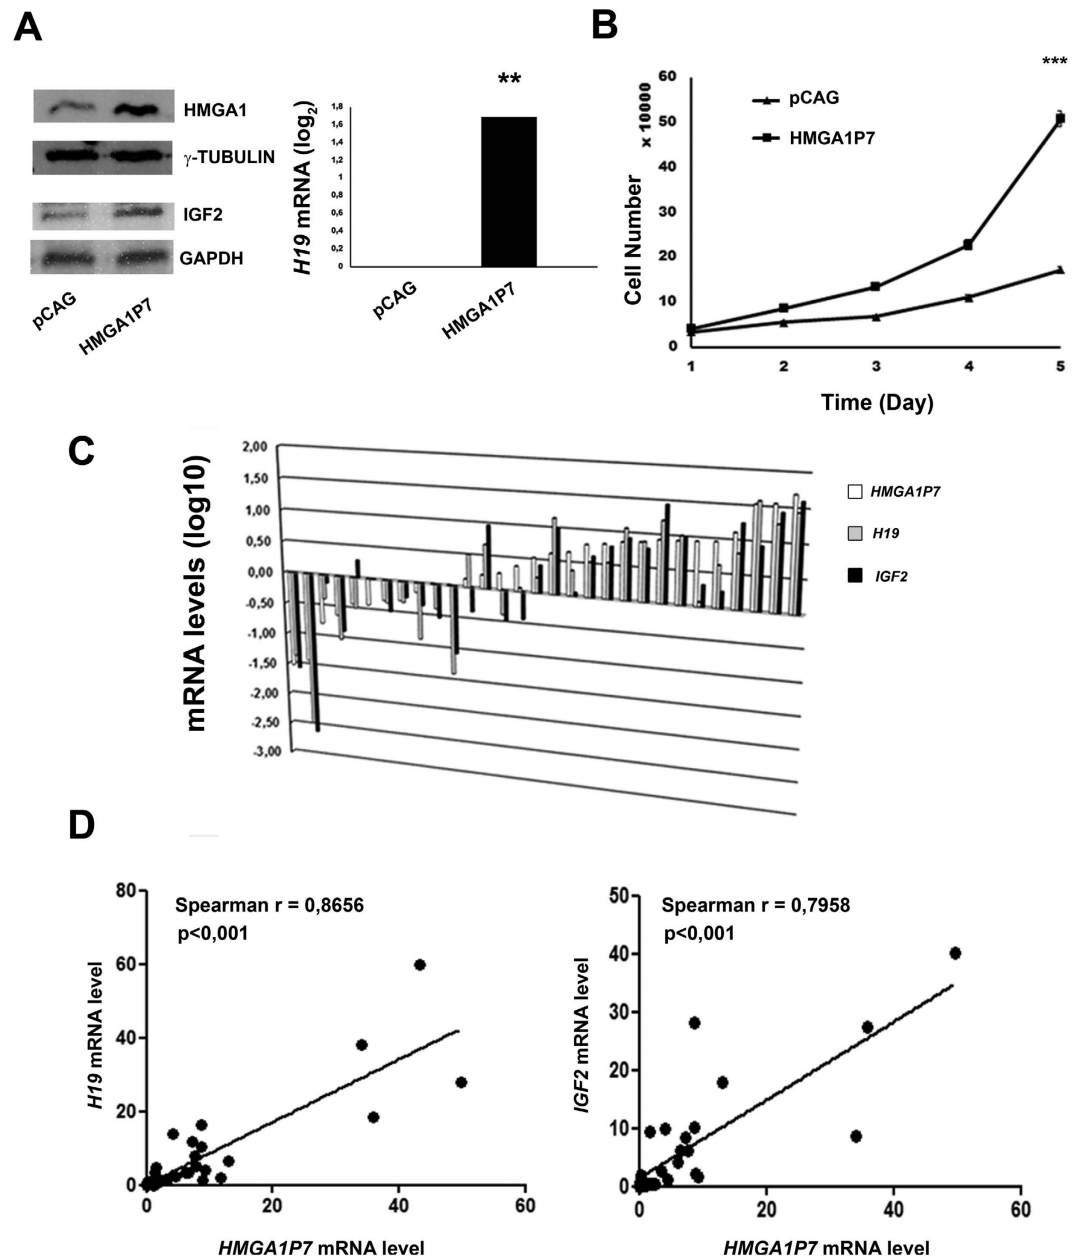 A
HMGA1
γ-TUBULIN
IGF2
GAPDH
pCAG
HMGA1P7
H19 mRNA (log2)
**
1,8
1,6
1,4
1,2
1
0,8
0,6
0,4
0,2
0
pCAG
HMGA1P7
B
***
Cell Number
x 10000
60
50
40
30
20
10
0
pCAG
HMGA1P7
1
2
3
4
5
Time (Day)
C
mRNA levels (log10)
2,00
1,50
1,00
0,50
0,00
-0,50
-1,00
-1,50
-2,00
-2,50
-3,00
HMGA1P7
H19
IGF2
D
H19 mRNA level
80
60
40
20
0
Spearman r = 0,8656
p<0,001
0
20
40
60
HMGA1P7 mRNA level
IGF2 mRNA level
50
40
30
20
10
0
Spearman r = 0,7958
p<0,001
0
20
40
60
HMGA1P7 mRNA level